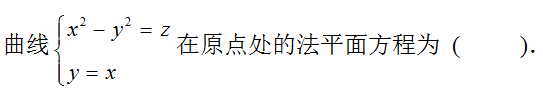 曲线 { x² − y² = z
y = x 在原点处的法平面方程为 (  ).